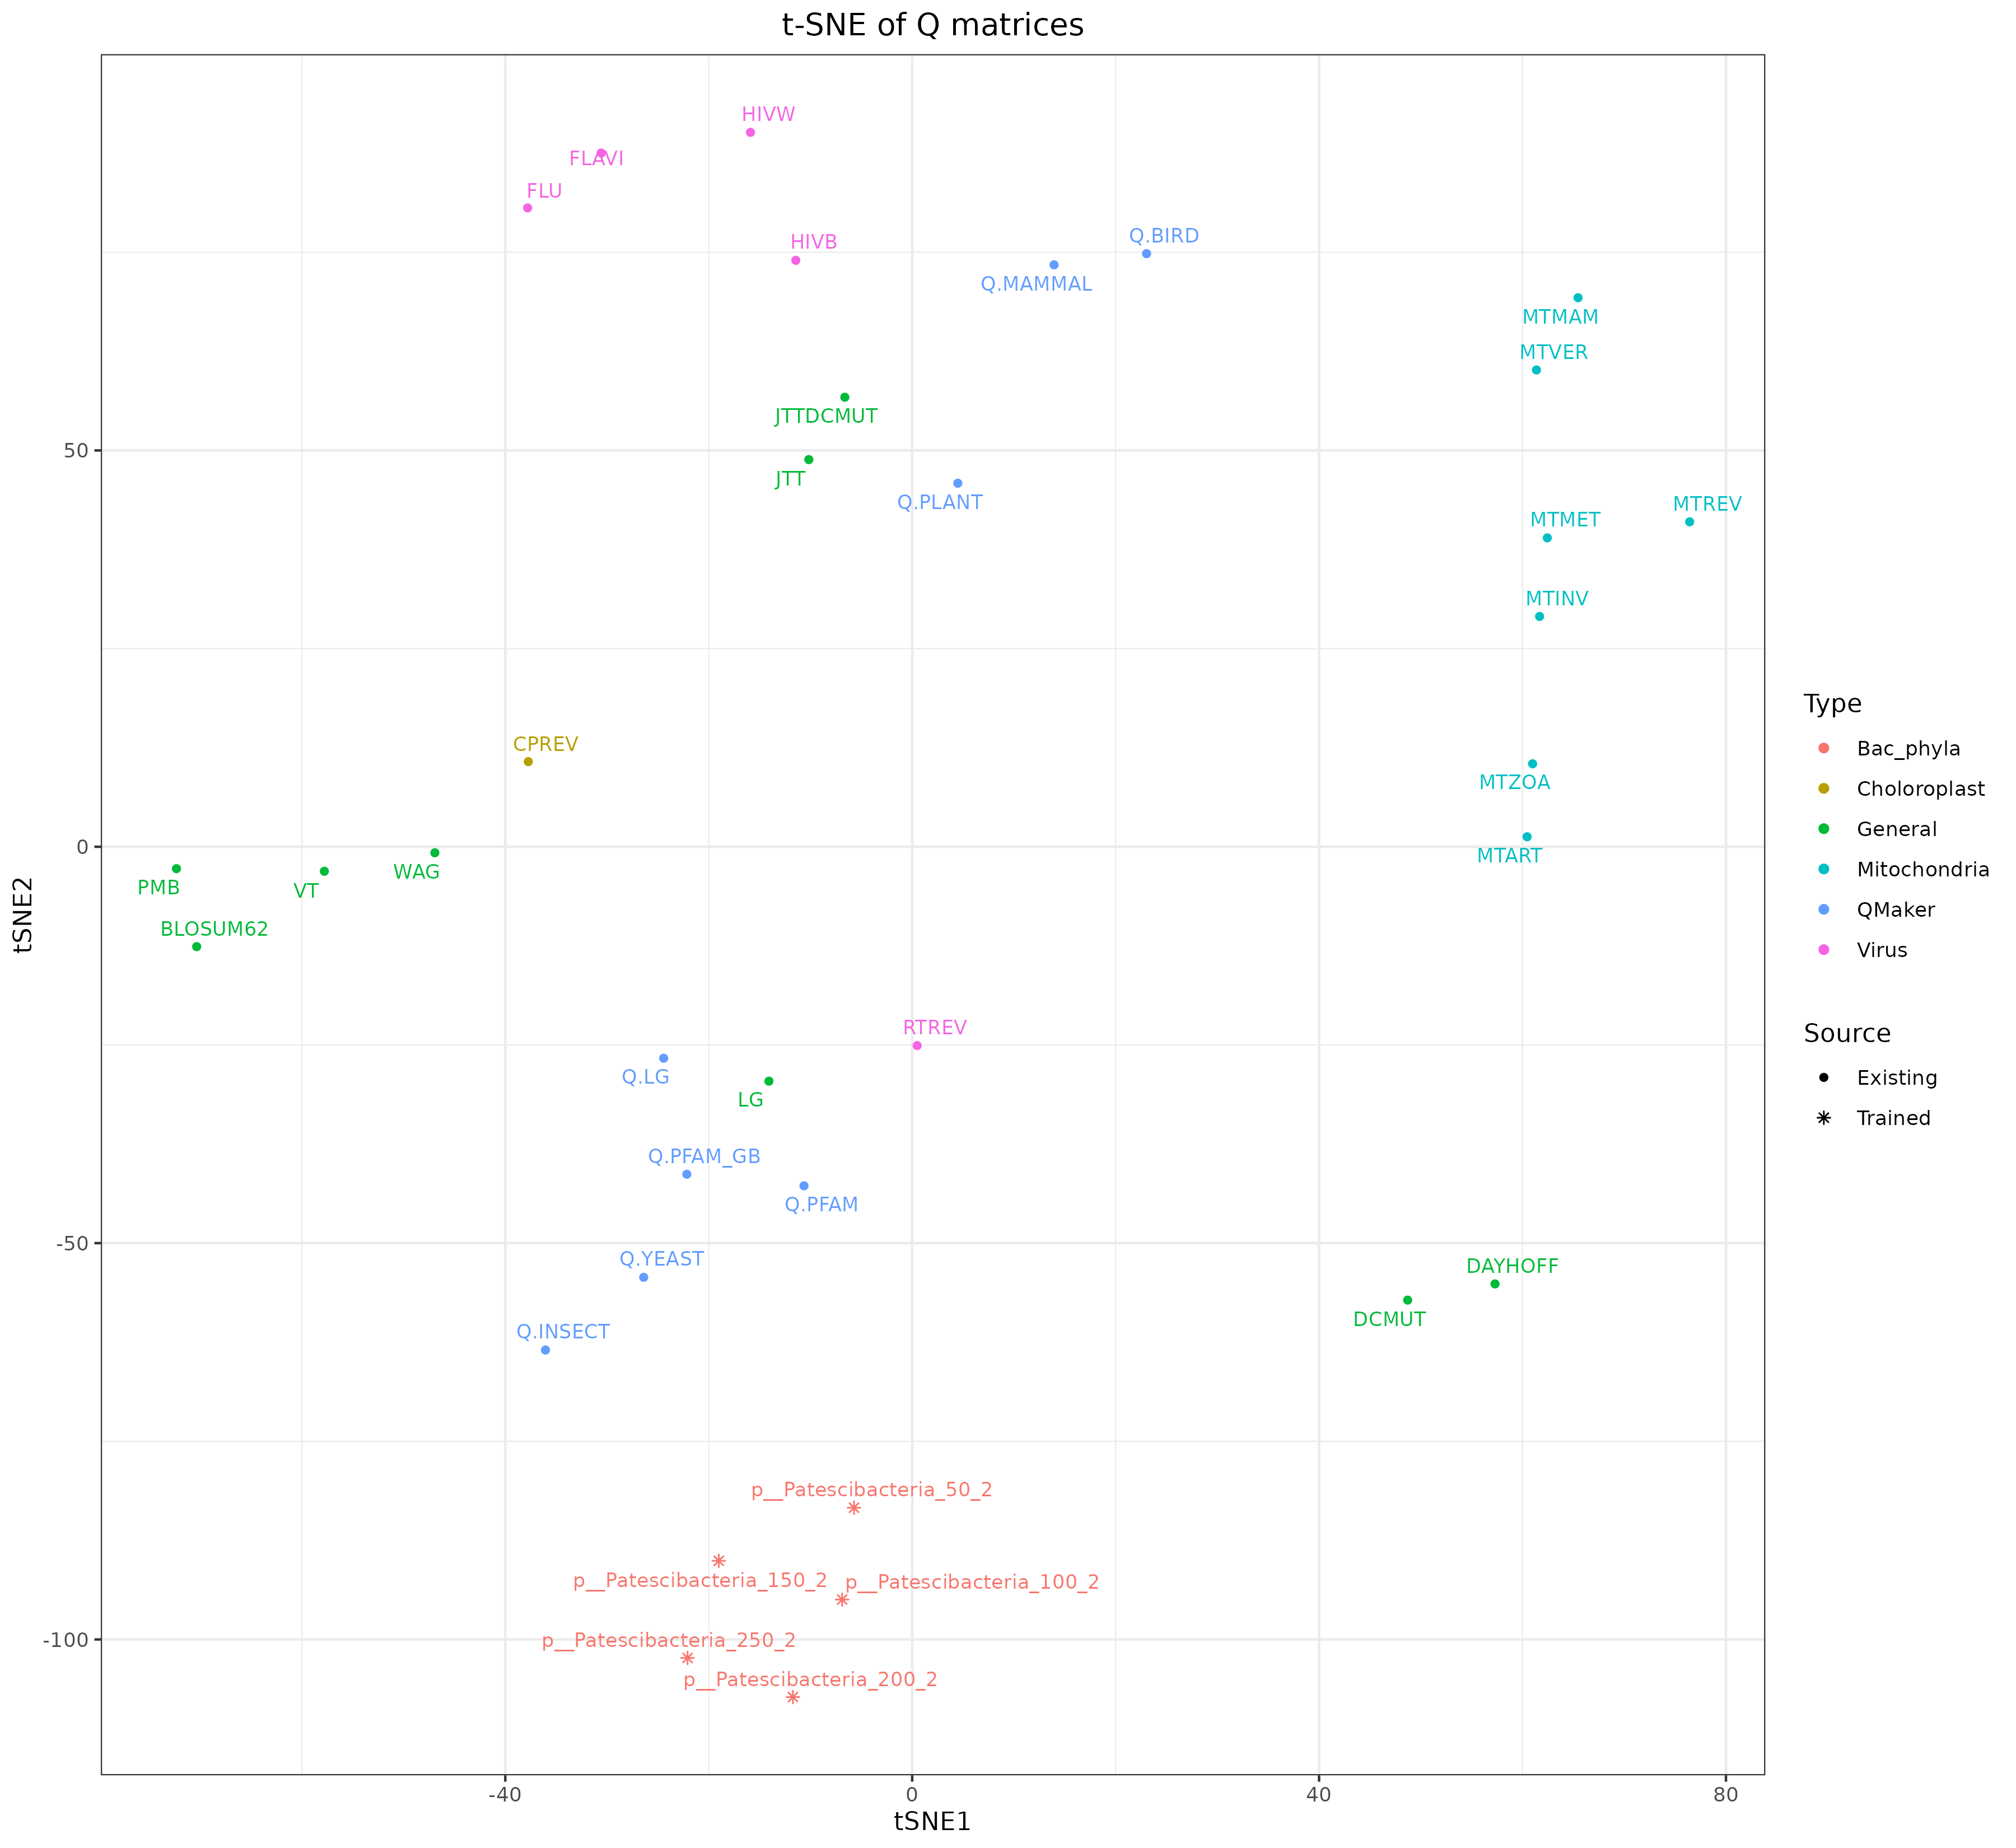 t-SNE of Q matrices
HIVW
FLAVI
FLU
HIVB
Q.BIRD
Q.MAMMAL
MTMAM
MTVER
JTTDCMUT
50
JTT
Q.PLANT
MTREV
MTMET
MTINV
CPREV
MTZOA
0
MTART
WAG
PMB
VT
BLOSUM62
RTREV
Q.LG
LG
Q.PFAM_GB
Q.PFAM
-50
Q.YEAST
DAYHOFF
DCMUT
Q.INSECT
p__Patescibacteria_50_2
p__Patescibacteria_150_2
p__Patescibacteria_100_2
-100
p__Patescibacteria_250_2
p__Patescibacteria_200_2
-40
0
40
80
tSNE1
tSNE2
Type
Bac_phyla
Choloroplast
General
Mitochondria
QMaker
Virus
Source
Existing
Trained